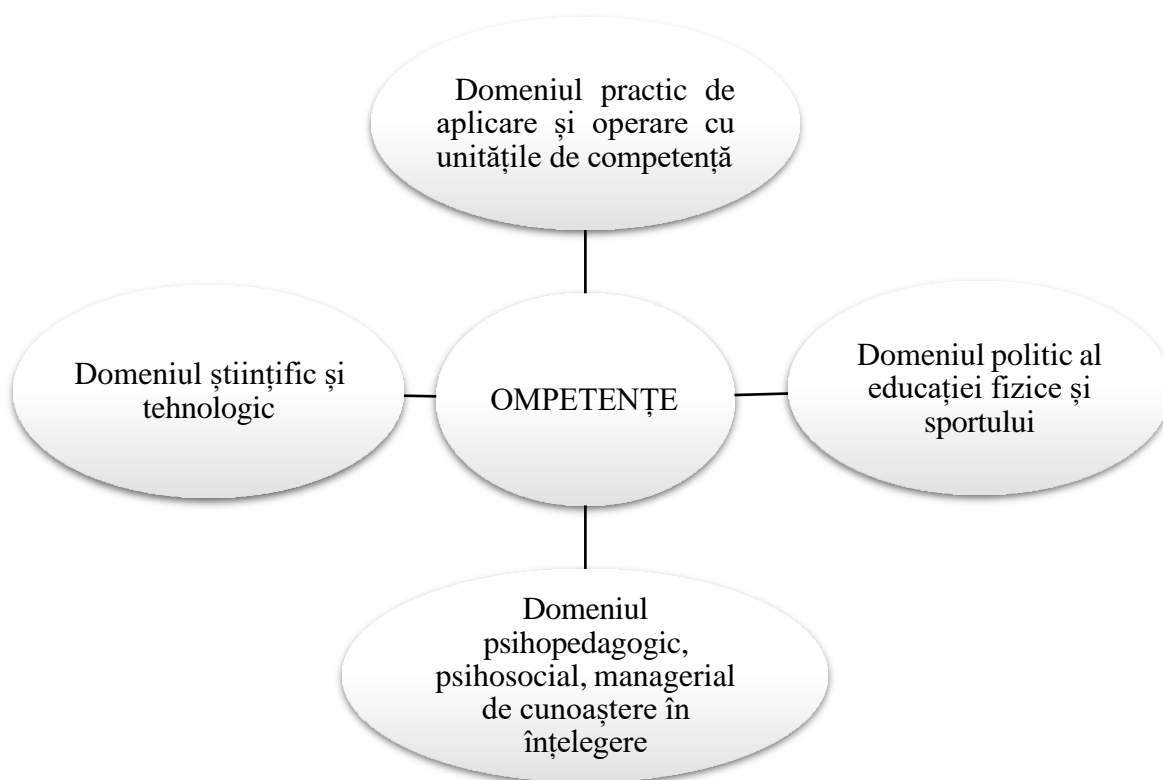 Domeniul practic de
aplicare și operare cu
unitățile de competență
Domeniul științific și
tehnologic
OMPETENȚE
Domeniul politic al
educației fizice și
sportului
Domeniul
psihopedagogic,
psihosocial, managerial
de cunoaștere în
înțelegere